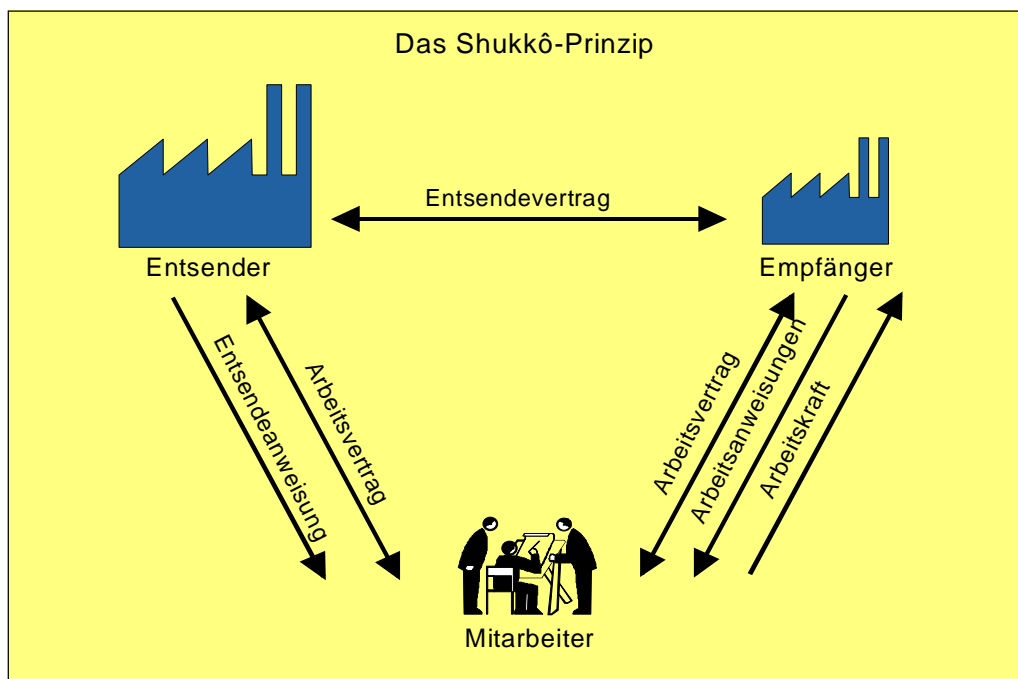 Das Shukkô-Prinzip
Entsendevertrag
Entsender
Empfänger
Entsendeanweisung
Arbeitsvertrag
Arbeitsvertrag
Arbeitsanweisungen
Arbeitskraft
Mitarbeiter